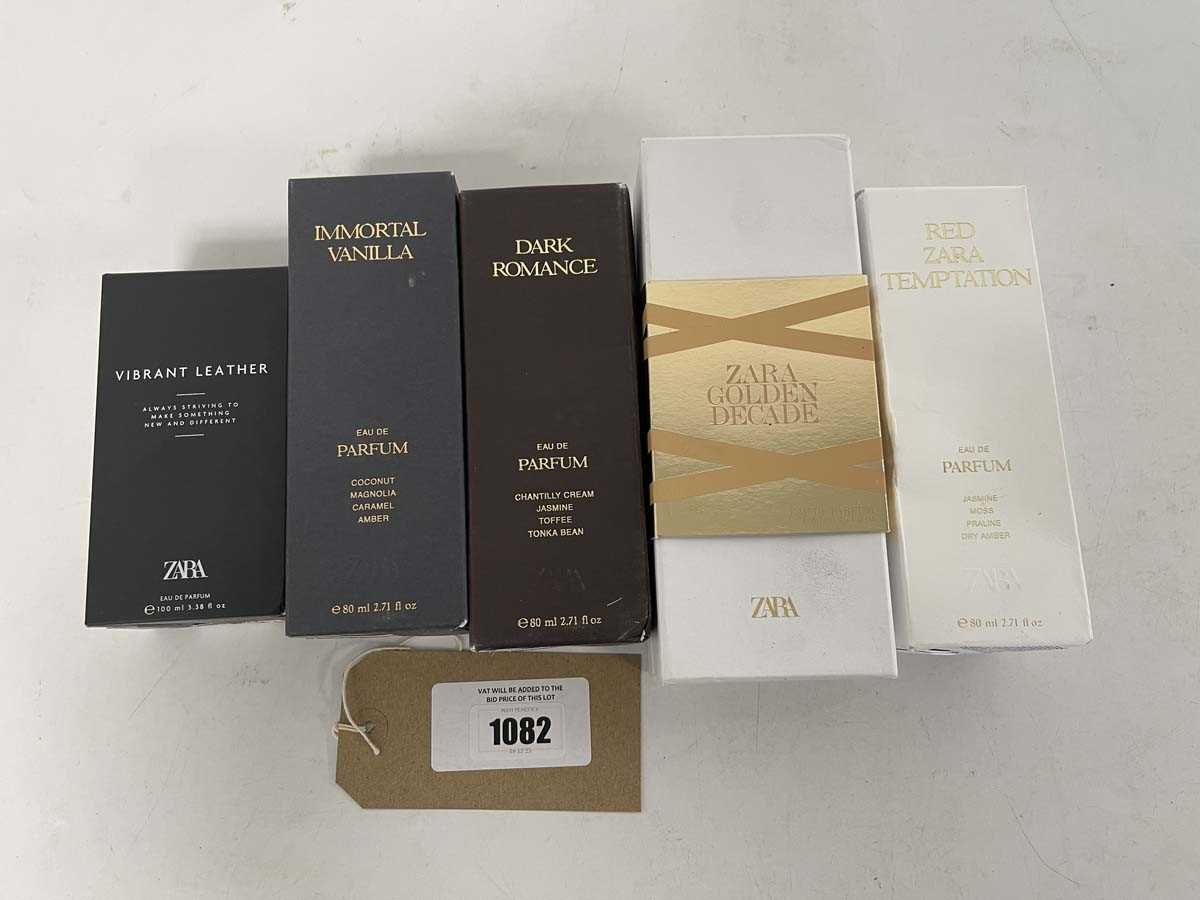 VIBRANT LEATHER
ALWAYS STRIVING TO
MAKE SOMETHING
NEW AND DIFFERENT
ZARA
EAU DE PARFUM
℮100 ml 3.38 fl oz
IMMORTAL
VANILLA
EAU DE
PARFUM
COCONUT
MAGNOLIA
CARAMEL
AMBER
ZARA
℮80 ml 2.71 fl oz
DARK
ROMANCE
EAU DE
PARFUM
CHANTILLY CREAM
JASMINE
TOFFEE
TONKA BEAN
ZARA
℮80 ml 2.71 fl oz
ZARA
GOLDEN
DECADE
ZARA
RED
ZARA
TEMPTATION
EAU DE
PARFUM
JASMINE
MOSS
PRALINE
DRY AMBER
ZARA
℮80 ml 2.71 fl oz
VAT WILL BE ADDED TO THE
BID PRICE OF THIS LOT
1082